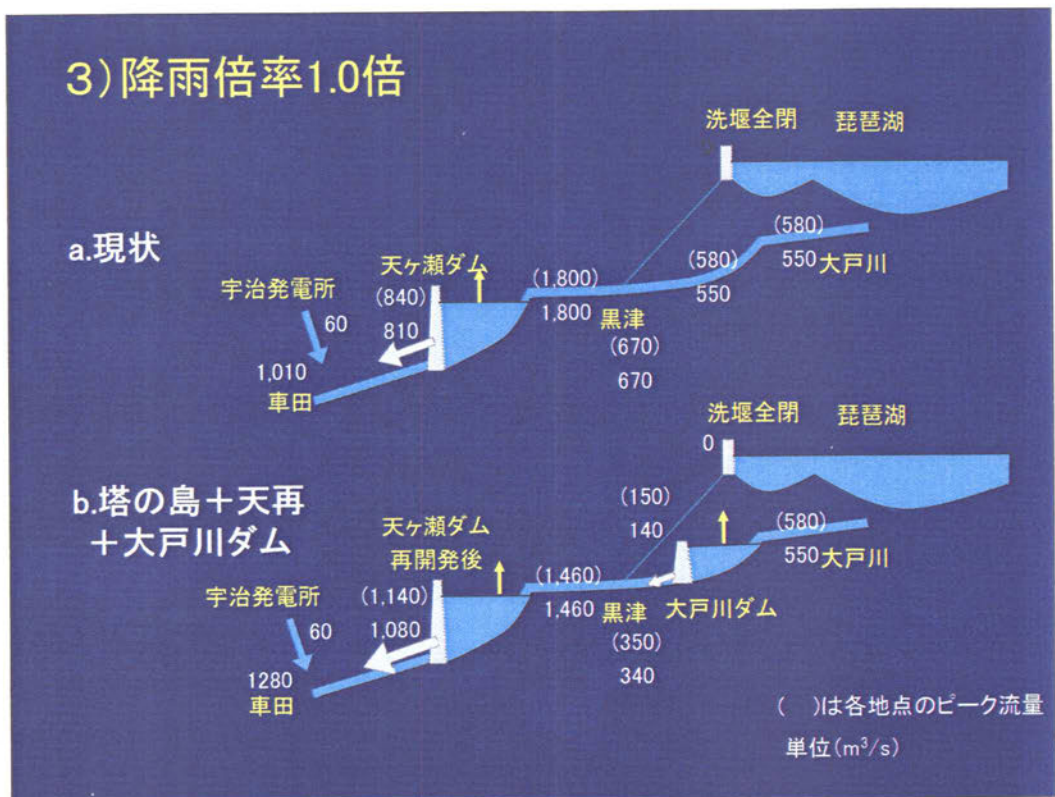 3)降雨倍率1.0倍
洗堰全閉 琵琶湖
a.現状
天ヶ瀬ダム
宇治発電所
(840)
(1,800)
(580)
(580)
60
810
1,800
黒津
550
550
大戸川
(670)
1,010
670
車田
洗堰全閉 琵琶湖
0
b.塔の島+天再
+大戸川ダム
(150)
天ヶ瀬ダム
再開発後
140
(580)
550
大戸川
宇治発電所
(1,140)
(1,460)
60
1,080
1,460
黒津
大戸川ダム
(350)
1280
340
車田
( )は各地点のピーク流量
単位(m³/s)